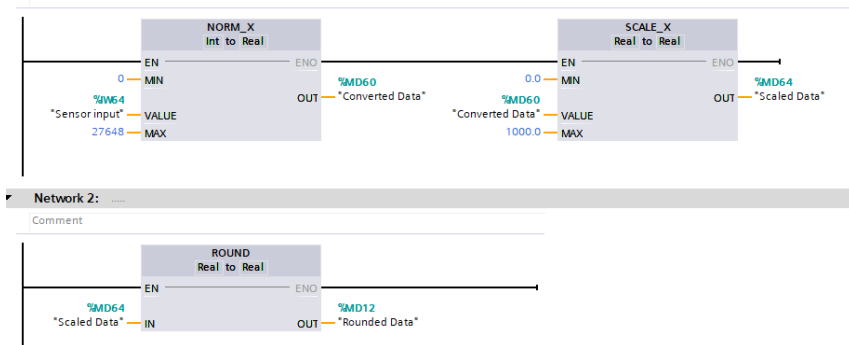 NORM_X SCALE_X
Int to Real Real to Real
EN ENO EN ENO
0 MIN 0.0 MIN
%MD60 %MD64
%IW64 OUT "Converted Data" %MD60 OUT "Scaled Data"
"Sensor input" VALUE "Converted Data" VALUE
27648 MAX 1000.0 MAX
Network 2: .....
Comment
ROUND
Real to Real
EN ENO
%MD64 %MD12
"Scaled Data" IN OUT "Rounded Data"